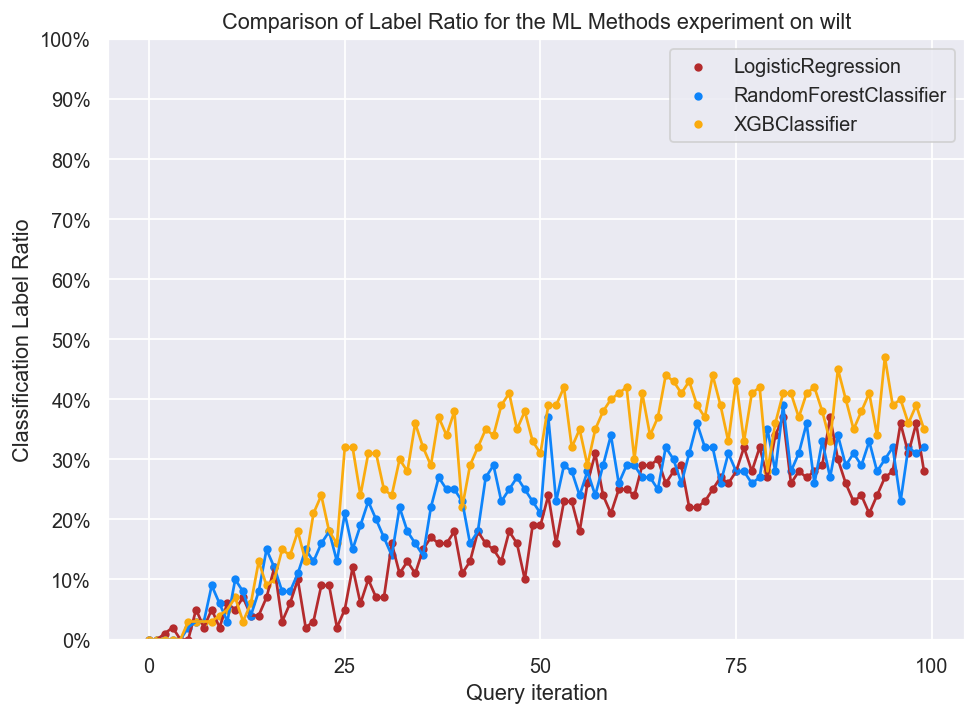 Comparison of Label Ratio for the ML Methods experiment on wilt
100%
90%
80%
70%
60%
50%
40%
30%
20%
10%
0%
Classification Label Ratio
LogisticRegression
RandomForestClassifier
XGBClassifier
0 25 50 75 100
Query iteration